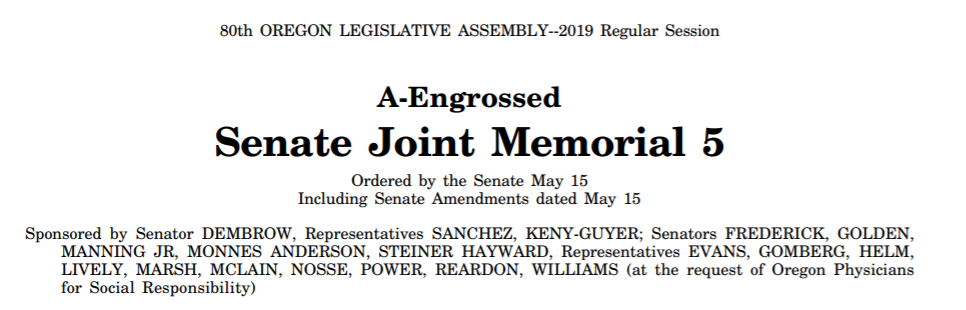 80th OREGON LEGISLATIVE ASSEMBLY--2019 Regular Session
A-Engrossed
Senate Joint Memorial 5
Ordered by the Senate May 15
Including Senate Amendments dated May 15
Sponsored by Senator DEMBROW, Representatives SANCHEZ, KENY-GUYER; Senators FREDERICK, GOLDEN,
MANNING JR, MONNES ANDERSON, STEINER HAYWARD, Representatives EVANS, GOMBERG, HELM,
LIVELY, MARSH, MCLAIN, NOSSE, POWER, REARDON, WILLIAMS (at the request of Oregon Physicians
for Social Responsibility)